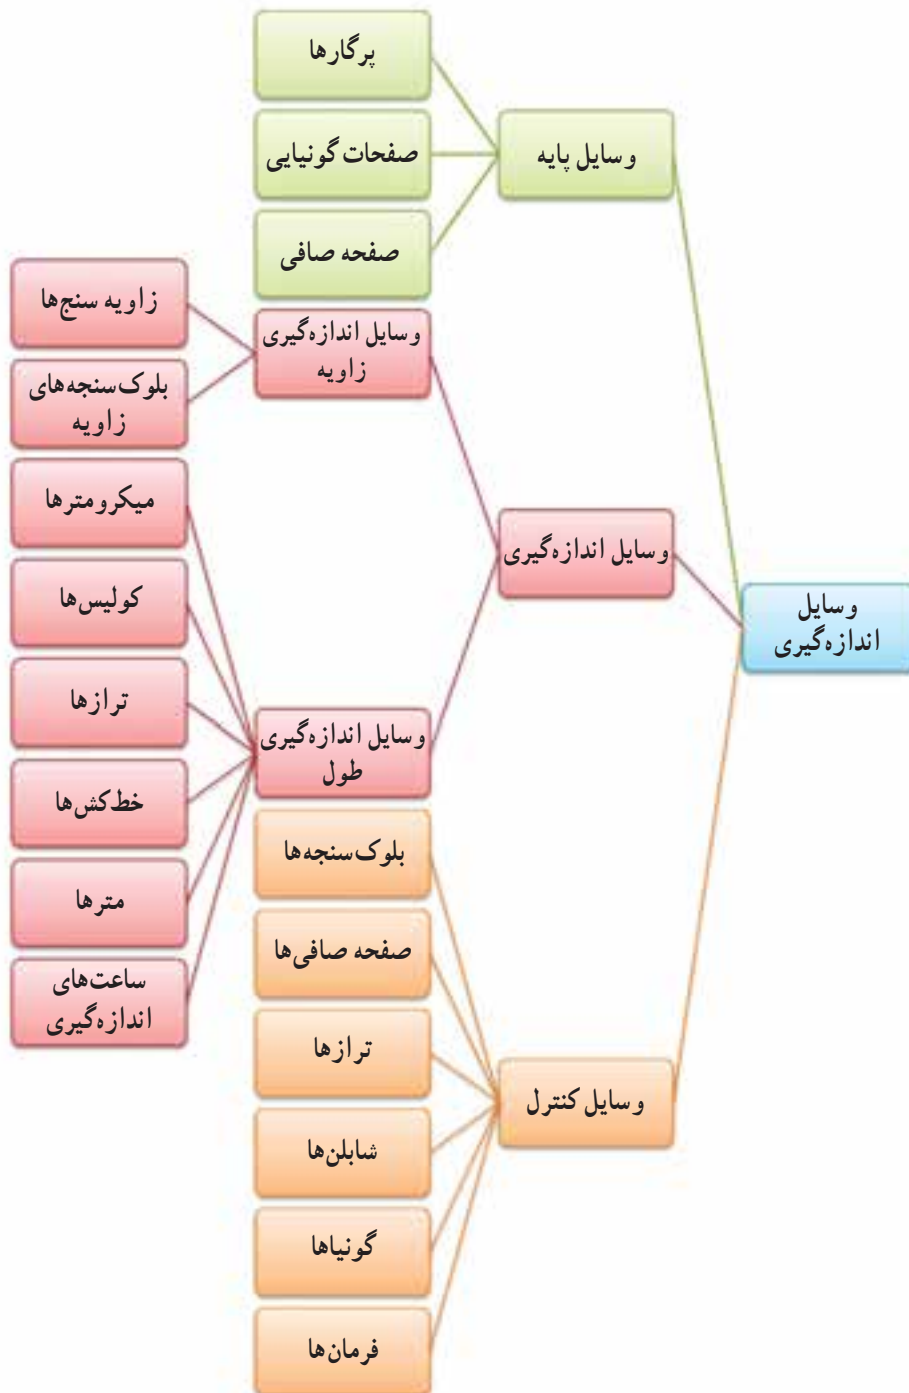 وسایل
اندازه‌گیری
وسایل پایه
پرگارها
صفحات گونیایی
صفحه صافی
وسایل اندازه‌گیری
وسایل اندازه‌گیری
زاویه
زاویه سنج‌ها
بلوک‌سنجه‌های
زاویه
وسایل اندازه‌گیری
طول
میکرومترها
کولیس‌ها
ترازها
خط‌کش‌ها
مترها
ساعت‌های
اندازه‌گیری
وسایل کنترل
بلوک‌سنجه‌ها
صفحه صافی‌ها
ترازها
شابلن‌ها
گونیاها
فرمان‌ها